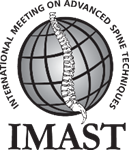 INTERNATIONAL MEETING ON ADVANCED SPINE TECHNIQUES
IMAST